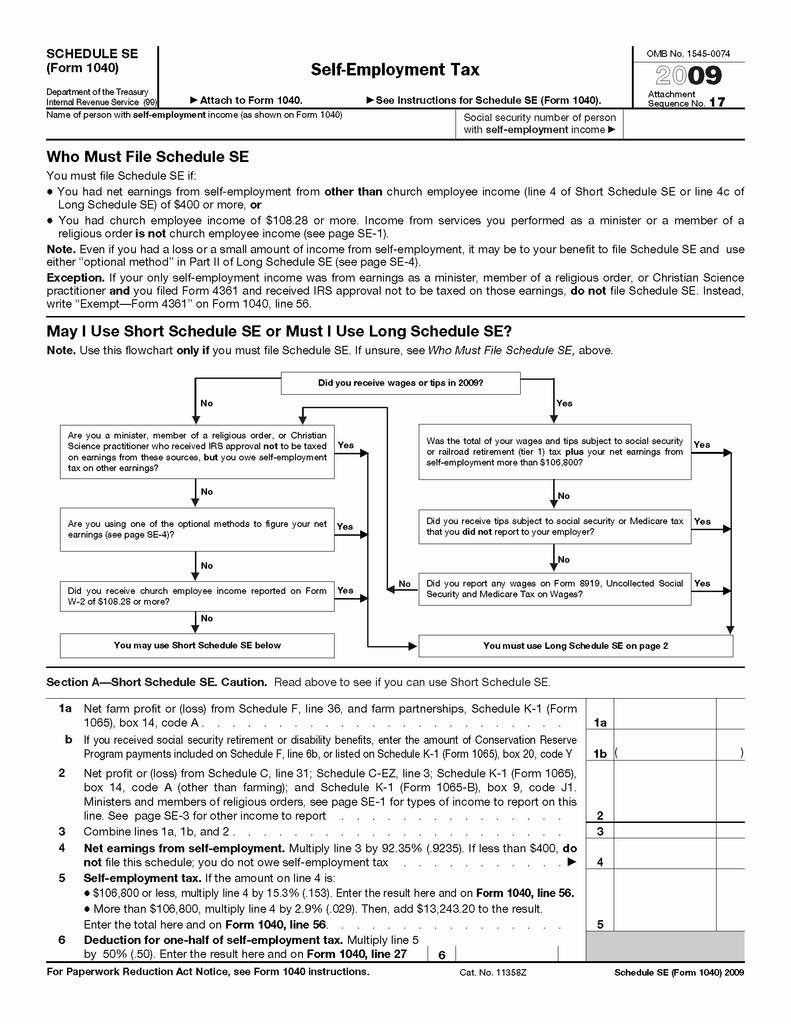 SCHEDULE SE
(Form 1040)
Department of the Treasury
Internal Revenue Service (99)
Self-Employment Tax
▶ Attach to Form 1040. ▶ See Instructions for Schedule SE (Form 1040).
OMB No. 1545-0074
2009
Attachment
Sequence No. 17
Name of person with self-employment income (as shown on Form 1040)
Social security number of person
with self-employment income ▶
Who Must File Schedule SE
You must file Schedule SE if:
● You had net earnings from self-employment from other than church employee income (line 4 of Short Schedule SE or line 4c of
Long Schedule SE) of $400 or more, or
● You had church employee income of $108.28 or more. Income from services you performed as a minister or a member of a
religious order is not church employee income (see page SE-1).
Note. Even if you had a loss or a small amount of income from self-employment, it may be to your benefit to file Schedule SE and use
either “optional method” in Part II of Long Schedule SE (see page SE-4).
Exception. If your only self-employment income was from earnings as a minister, member of a religious order, or Christian Science
practitioner and you filed Form 4361 and received IRS approval not to be taxed on those earnings, do not file Schedule SE. Instead,
write “Exempt—Form 4361” on Form 1040, line 56.
May I Use Short Schedule SE or Must I Use Long Schedule SE?
Note. Use this flowchart only if you must file Schedule SE. If unsure, see Who Must File Schedule SE, above.
Did you receive wages or tips in 2009?
No
Yes
Are you a minister, member of a religious order, or Christian
Science practitioner who received IRS approval not to be taxed
on earnings from these sources, but you owe self-employment
tax on other earnings?
Yes
Was the total of your wages and tips subject to social security
or railroad retirement (tier 1) tax plus your net earnings from
self-employment more than $106,800?
Yes
No
No
Are you using one of the optional methods to figure your net
earnings (see page SE-4)?
Yes
Did you receive tips subject to social security or Medicare tax
that you did not report to your employer?
Yes
No
No
Did you receive church employee income reported on Form
W-2 of $108.28 or more?
Yes
No
Did you report any wages on Form 8919, Uncollected Social
Security and Medicare Tax on Wages?
Yes
No
You may use Short Schedule SE below
You must use Long Schedule SE on page 2
Section A—Short Schedule SE. Caution. Read above to see if you can use Short Schedule SE.
1a Net farm profit or (loss) from Schedule F, line 36, and farm partnerships, Schedule K-1 (Form
1065), box 14, code A . . . . . . . . . . . . . . . . . . . . . . . 1a
b If you received social security retirement or disability benefits, enter the amount of Conservation Reserve
Program payments included on Schedule F, line 6b, or listed on Schedule K-1 (Form 1065), box 20, code Y 1b ( )
2 Net profit or (loss) from Schedule C, line 31; Schedule C-EZ, line 3; Schedule K-1 (Form 1065),
box 14, code A (other than farming); and Schedule K-1 (Form 1065-B), box 9, code J1.
Ministers and members of religious orders, see page SE-1 for types of income to report on this
line. See page SE-3 for other income to report . . . . . . . . . . . . . 2
3 Combine lines 1a, 1b, and 2 . . . . . . . . . . . . . . . . . . . . . 3
4 Net earnings from self-employment. Multiply line 3 by 92.35% (.9235). If less than $400, do
not file this schedule; you do not owe self-employment tax . . . . . . . . . . . ▶ 4
5 Self-employment tax. If the amount on line 4 is:
● $106,800 or less, multiply line 4 by 15.3% (.153). Enter the result here and on Form 1040, line 56.
● More than $106,800, multiply line 4 by 2.9% (.029). Then, add $13,243.20 to the result.
Enter the total here and on Form 1040, line 56. . . . . . . . . . . . . . . . 5
6 Deduction for one-half of self-employment tax. Multiply line 5
by 50% (.50). Enter the result here and on Form 1040, line 27 6
For Paperwork Reduction Act Notice, see Form 1040 instructions. Cat. No. 11358Z Schedule SE (Form 1040) 2009